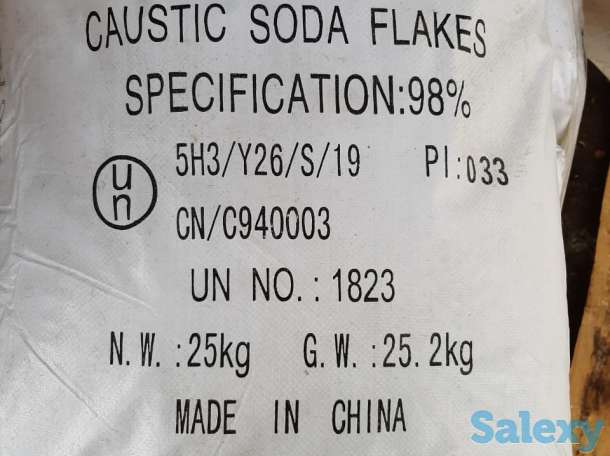 CAUSTIC SODA FLAKES
SPECIFICATION:98%
un
5H3/Y26/S/19 PI:033
CN/C940003
UN NO.:1823
N.W.:25kg G.W.:25.2kg
MADE IN CHINA
Salexy